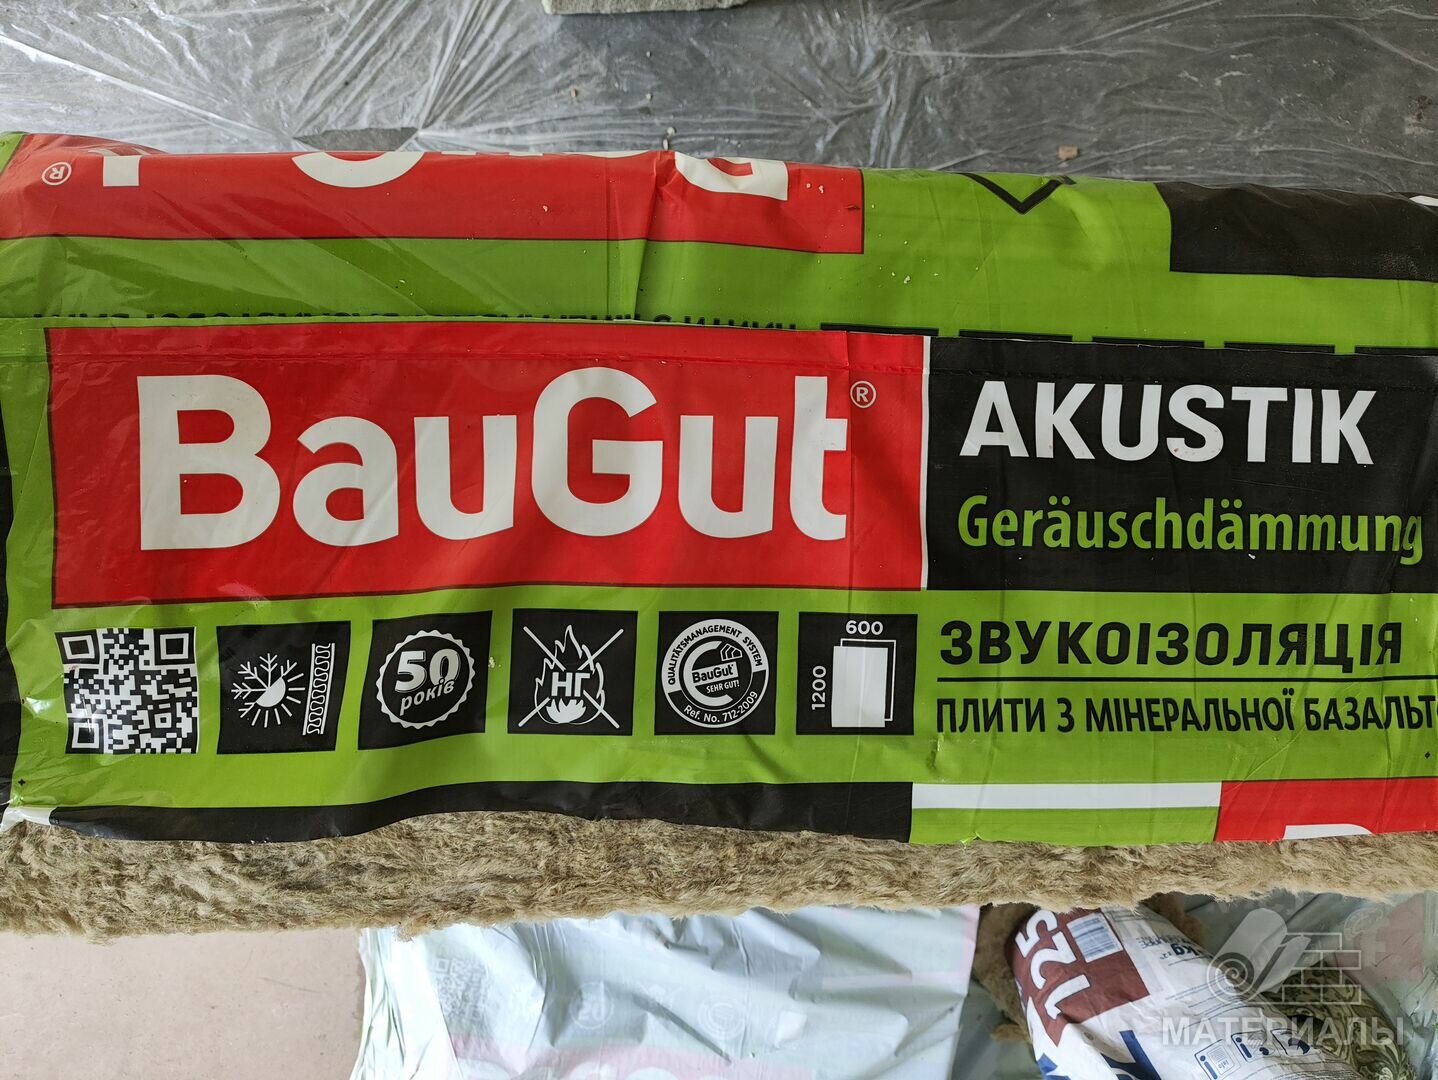 ®
BauGut®
AKUSTIK
Geräuschdämmung
ЗВУКОІЗОЛЯЦІЯ
ПЛИТИ З МІНЕРАЛЬНОЇ
50
років
НГ
QUALITÄTSMANAGEMENT SYSTEM
BauGut
SEHR GUT!
Ref. No. 712-2009
600
1200
125
kg
МАТЕРИАЛЫ